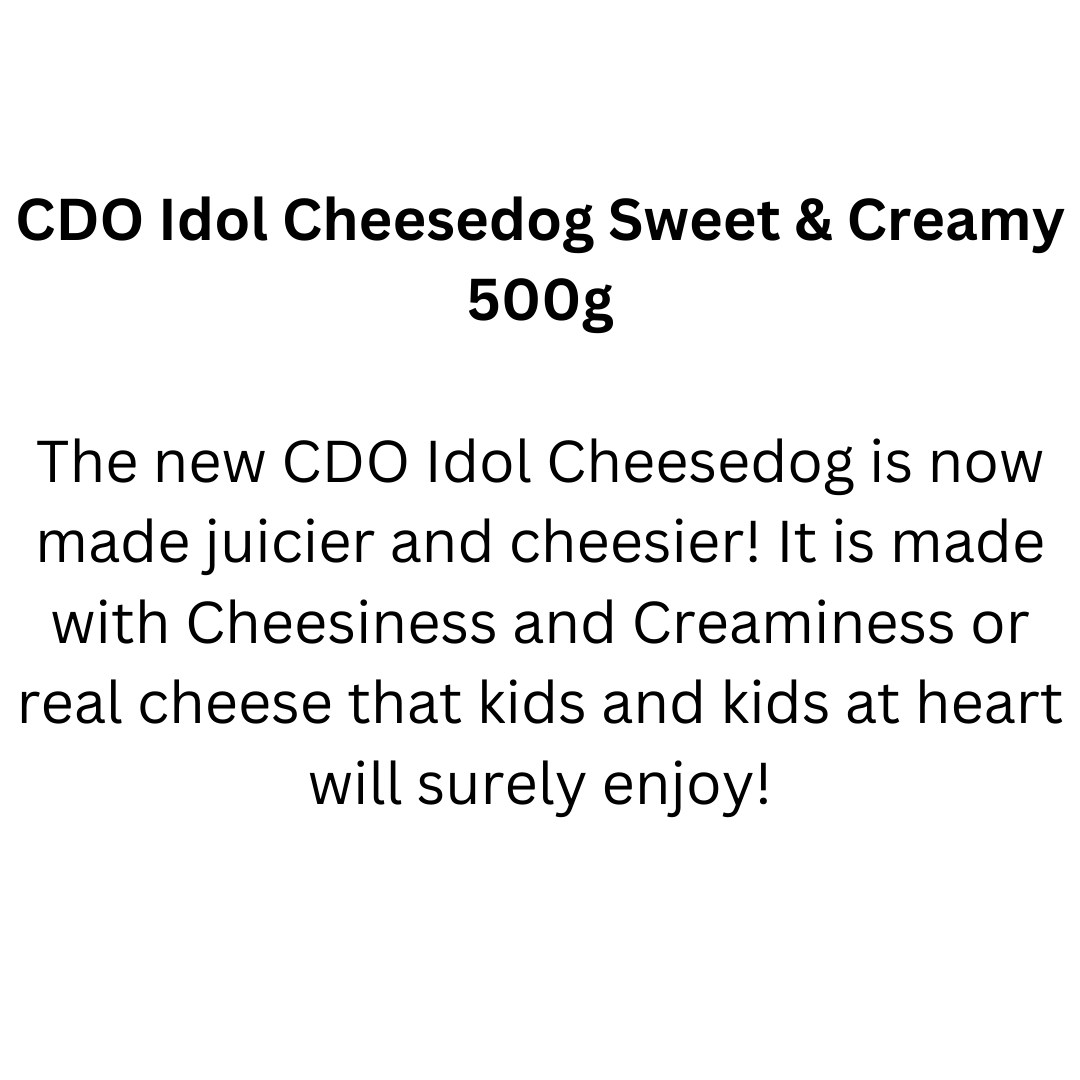 CDO Idol Cheesedog Sweet & Creamy
500g
The new CDO Idol Cheesedog is now
made juicier and cheesier! It is made
with Cheesiness and Creaminess or
real cheese that kids and kids at heart
will surely enjoy!